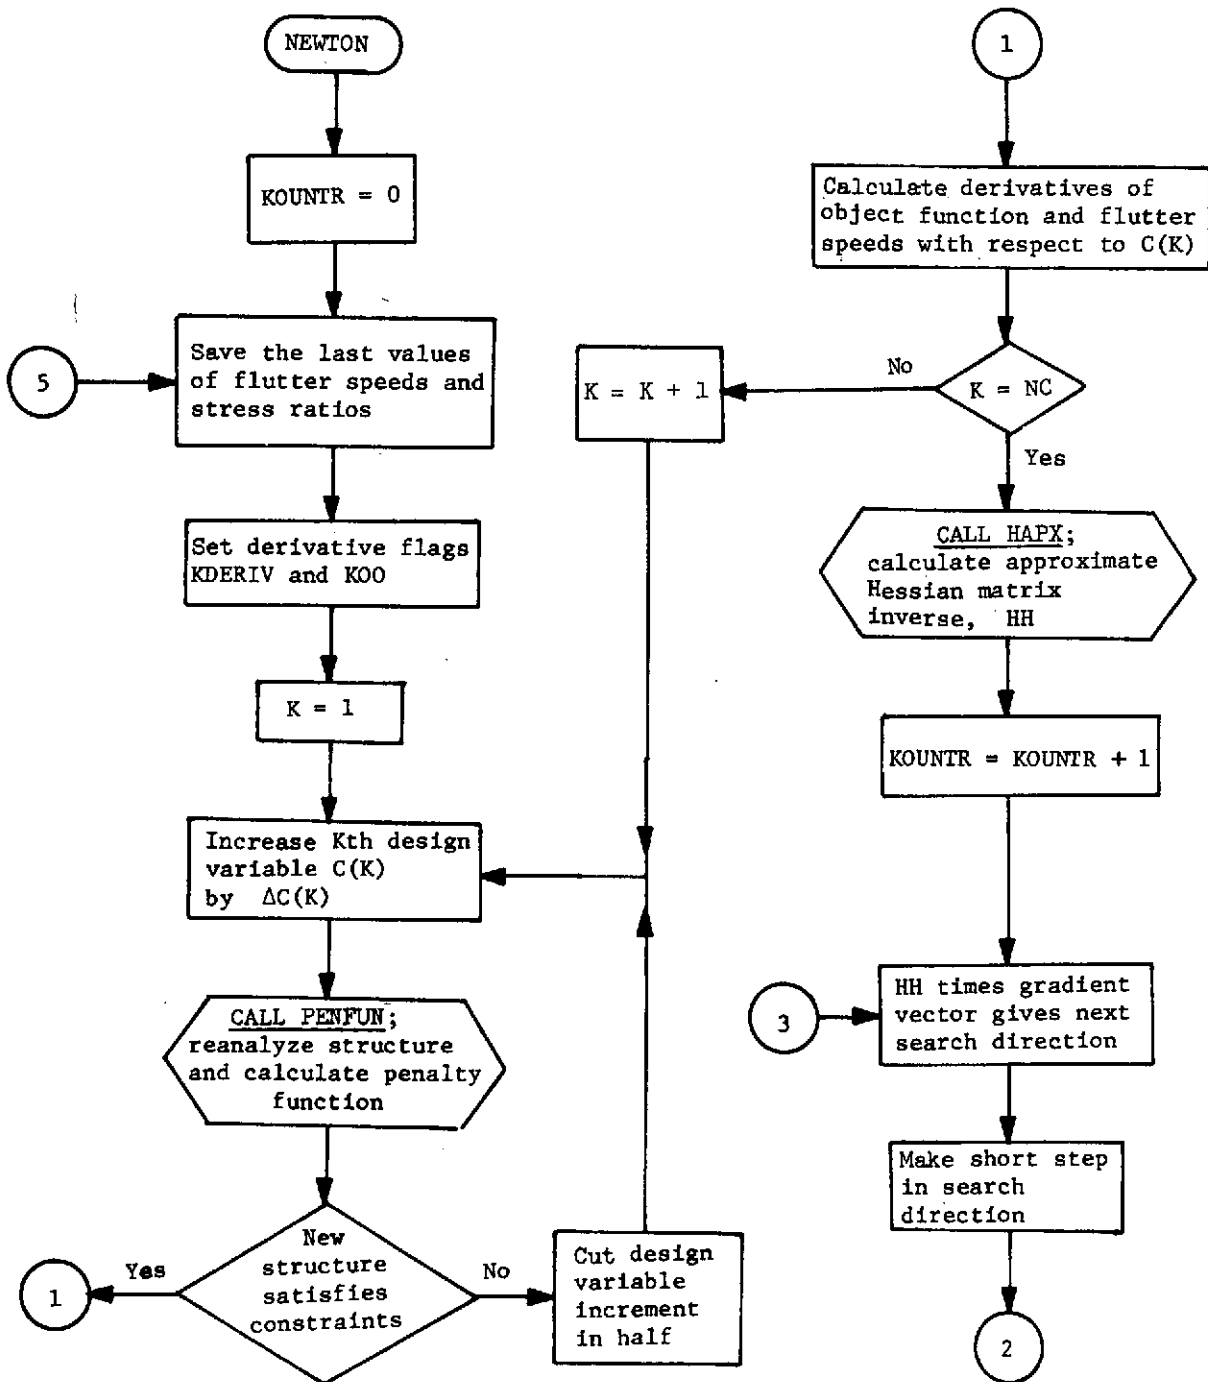 NEWTON
KOUNTR = 0
5
Save the last values
of flutter speeds and
stress ratios
Set derivative flags
KDERIV and KOO
K = 1
Increase Kth design
variable C(K)
by ΔC(K)
CALL PENFUN;
reanalyze structure
and calculate penalty
function
New
structure
satisfies
constraints
Yes
1
No
Cut design
variable
increment
in half
K = K + 1
1
Calculate derivatives of
object function and flutter
speeds with respect to C(K)
No
K = NC
Yes
CALL HAPX;
calculate approximate
Hessian matrix
inverse, HH
KOUNTR = KOUNTR + 1
3
HH times gradient
vector gives next
search direction
Make short step
in search
direction
2